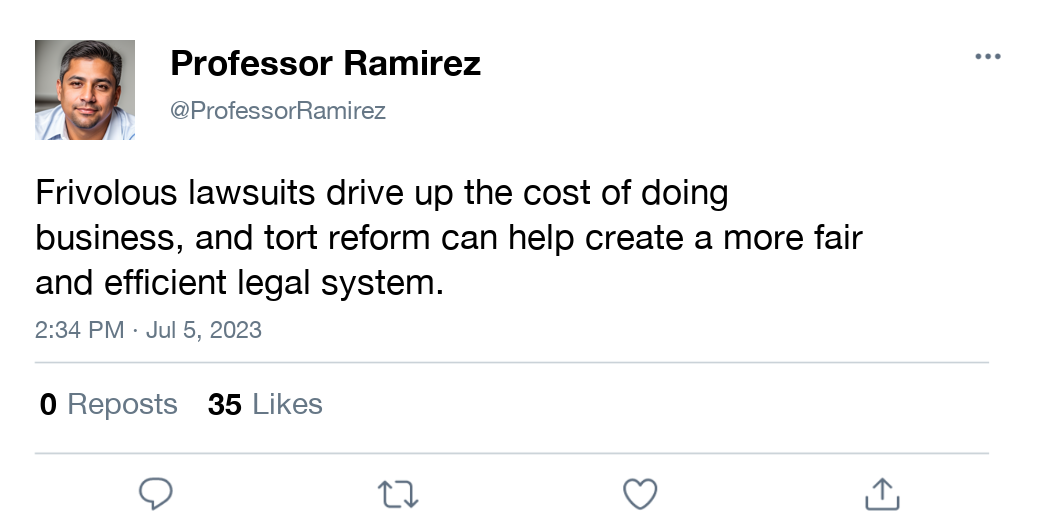 Professor Ramirez
@ProfessorRamirez
Frivolous lawsuits drive up the cost of doing
business, and tort reform can help create a more fair
and efficient legal system.
2:34 PM · Jul 5, 2023
0 Reposts 35 Likes